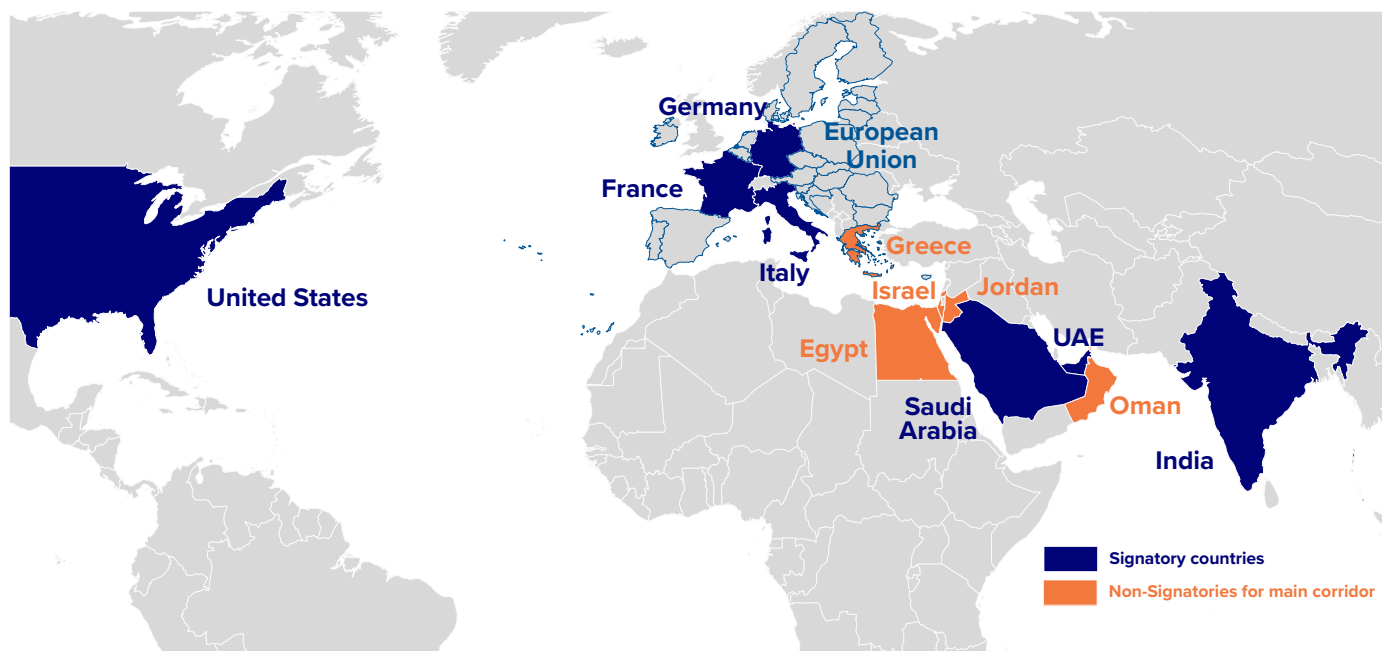 Germany
European
Union
France
Greece
Italy
Israel
Jordan
United States
UAE
Egypt
Saudi
Arabia
Oman
India
Signatory countries
Non-Signatories for main corridor